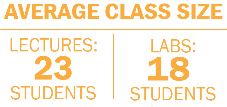 AVERAGE CLASS SIZE
LECTURES:
23
STUDENTS
LABS:
18
STUDENTS